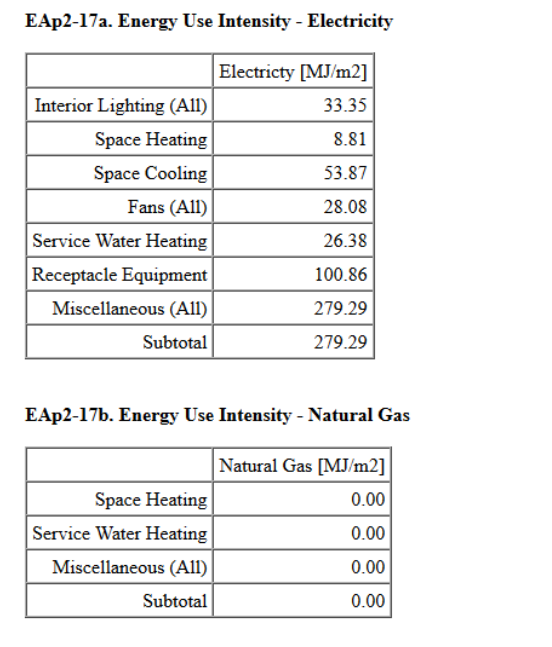 EAp2-17a. Energy Use Intensity - Electricity
Electricty [MJ/m2]
Interior Lighting (All) 33.35
Space Heating 8.81
Space Cooling 53.87
Fans (All) 28.08
Service Water Heating 26.38
Receptacle Equipment 100.86
Miscellaneous (All) 279.29
Subtotal 279.29
EAp2-17b. Energy Use Intensity - Natural Gas
Natural Gas [MJ/m2]
Space Heating 0.00
Service Water Heating 0.00
Miscellaneous (All) 0.00
Subtotal 0.00